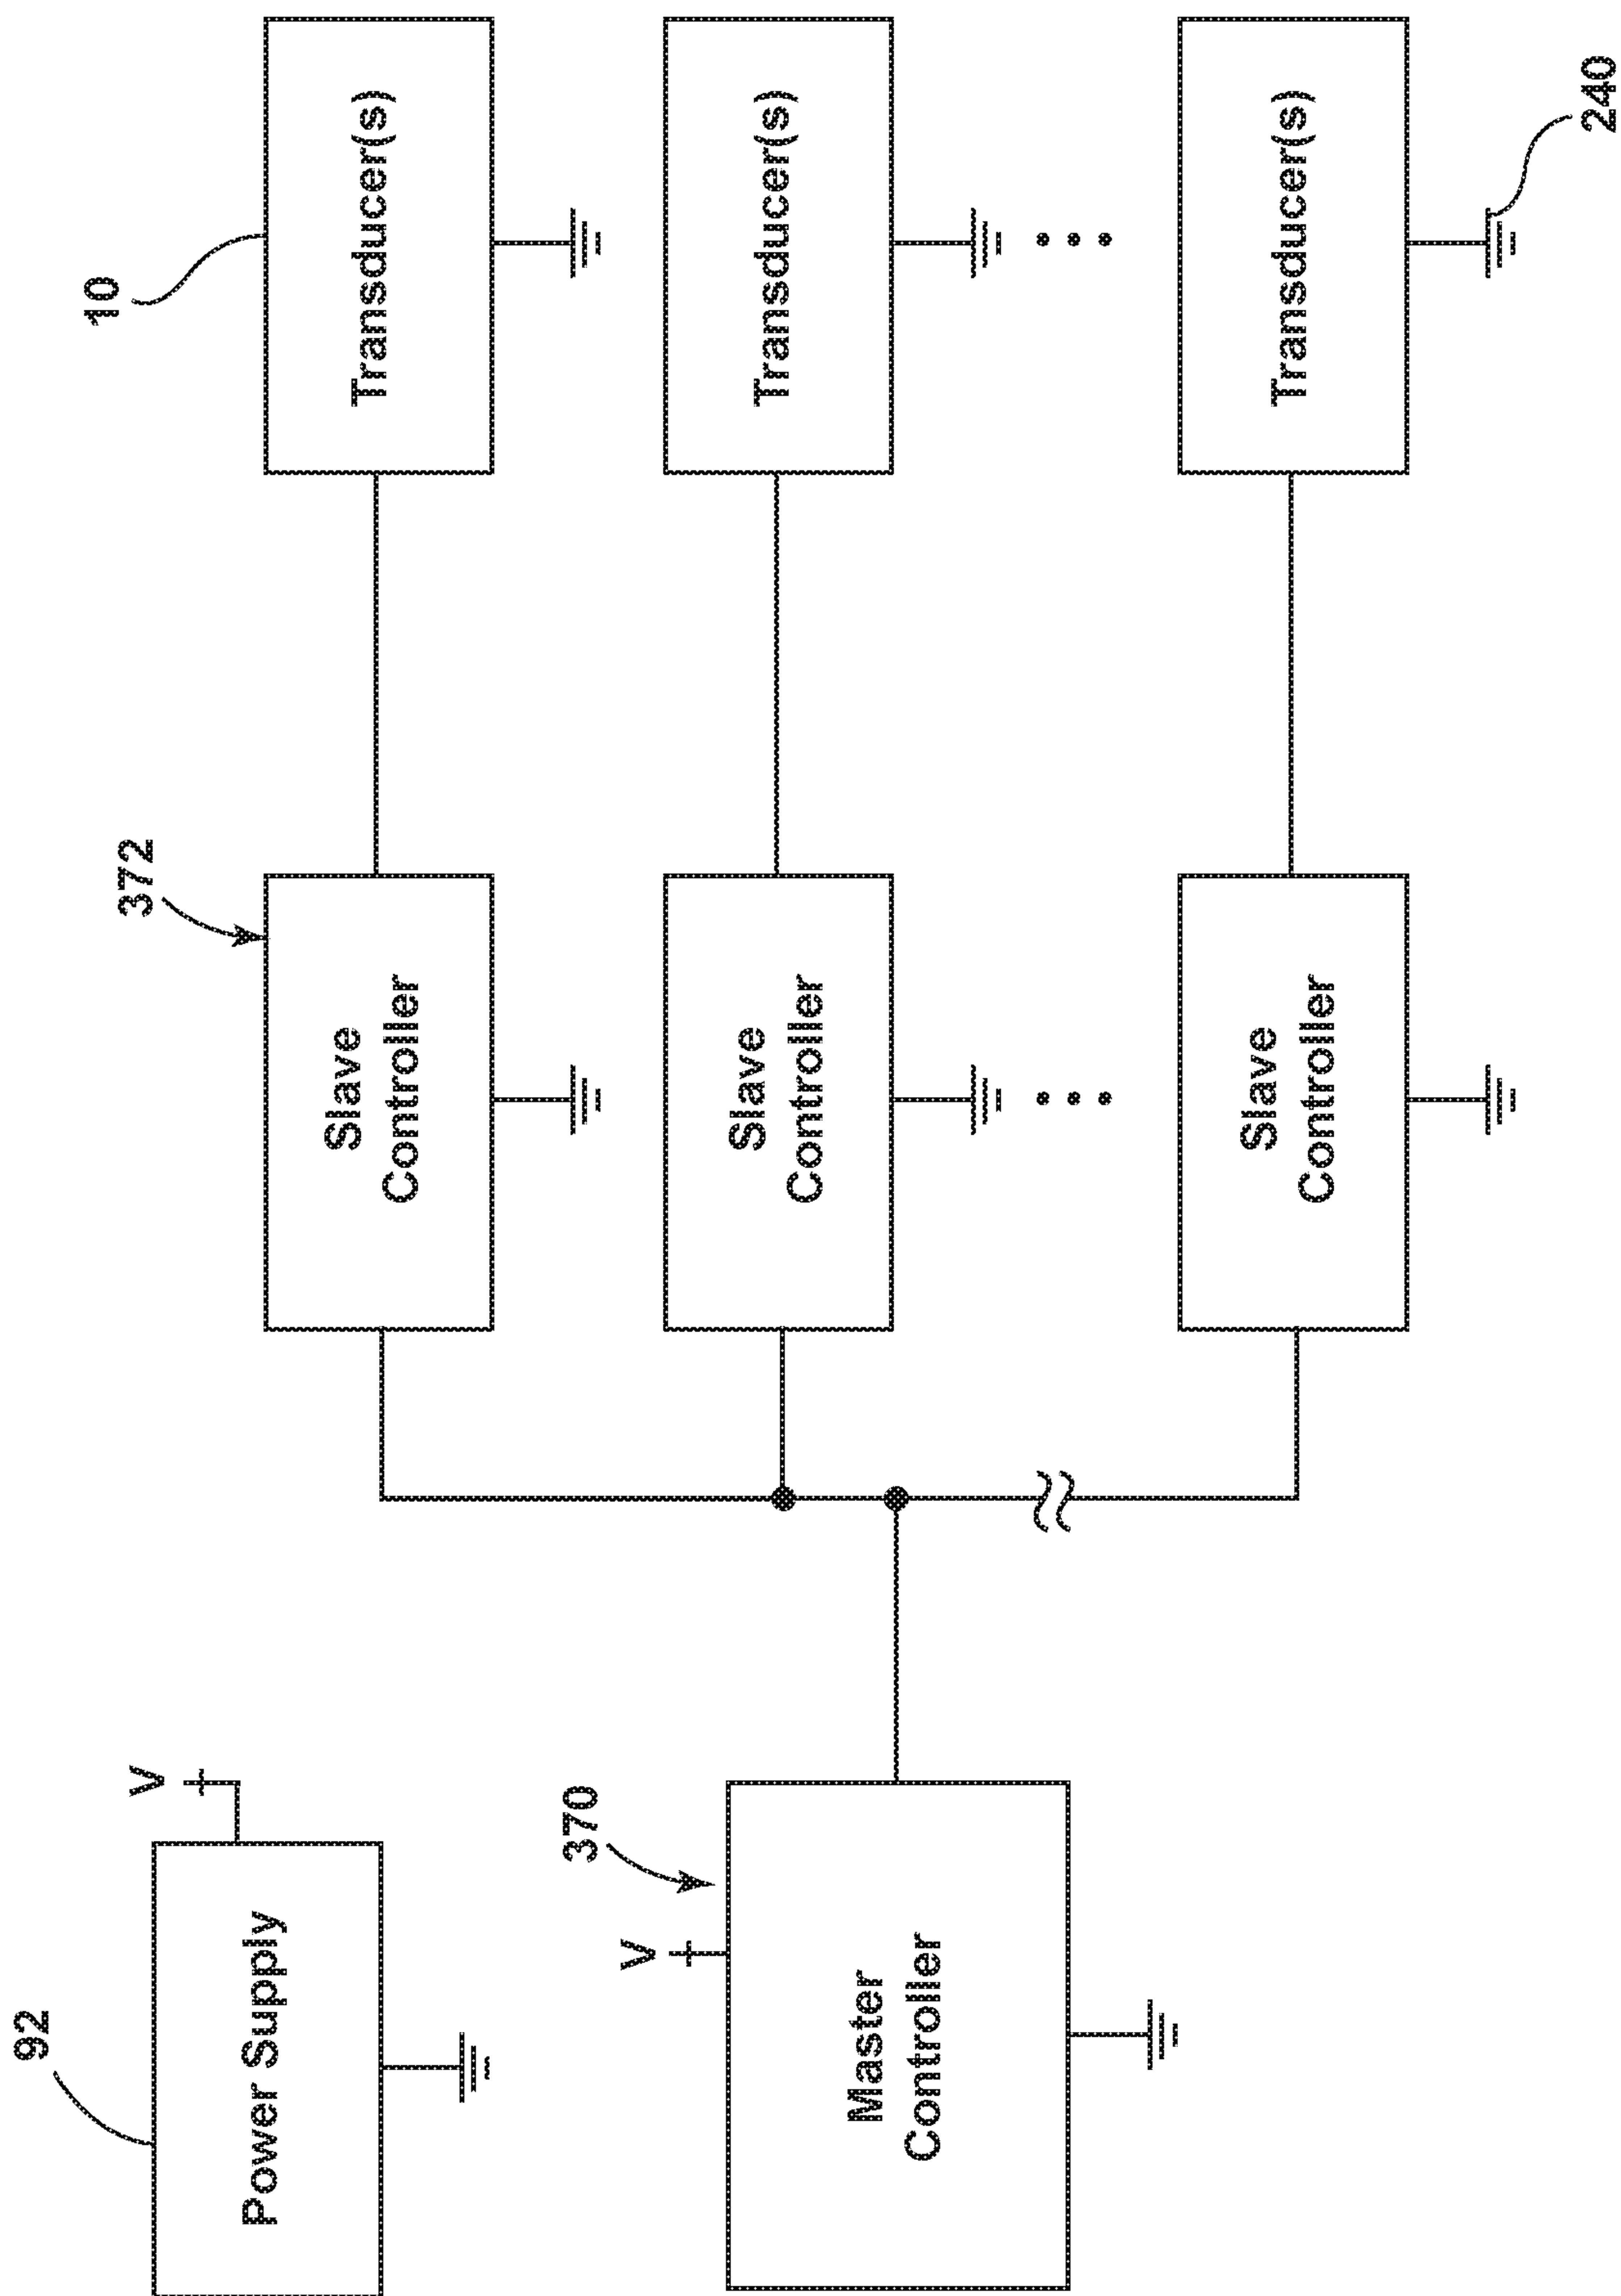 92
Power Supply
V
370
V
Master
Controller
372
Slave
Controller
10
Transducer(s)
Slave
Controller
Transducer(s)
Slave
Controller
Transducer(s)
240